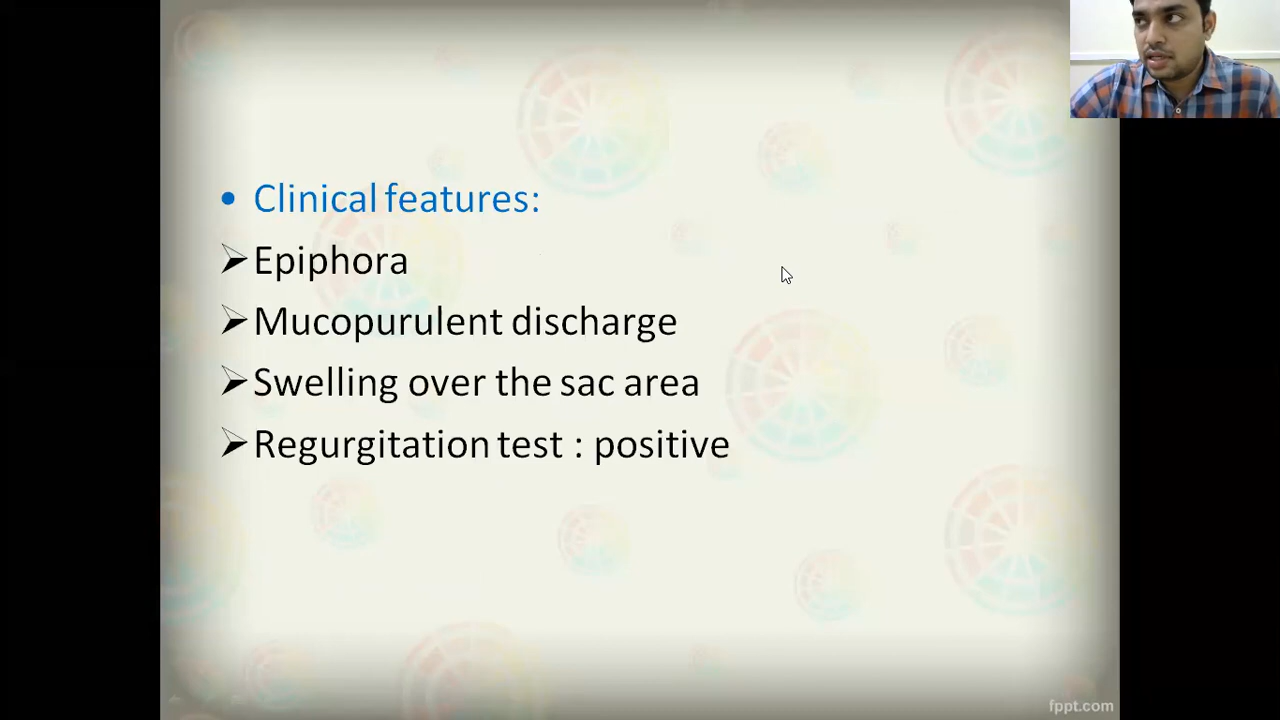 • Clinical features:
➢ Epiphora
➢ Mucopurulent discharge
➢ Swelling over the sac area
➢ Regurgitation test : positive
fppt.com